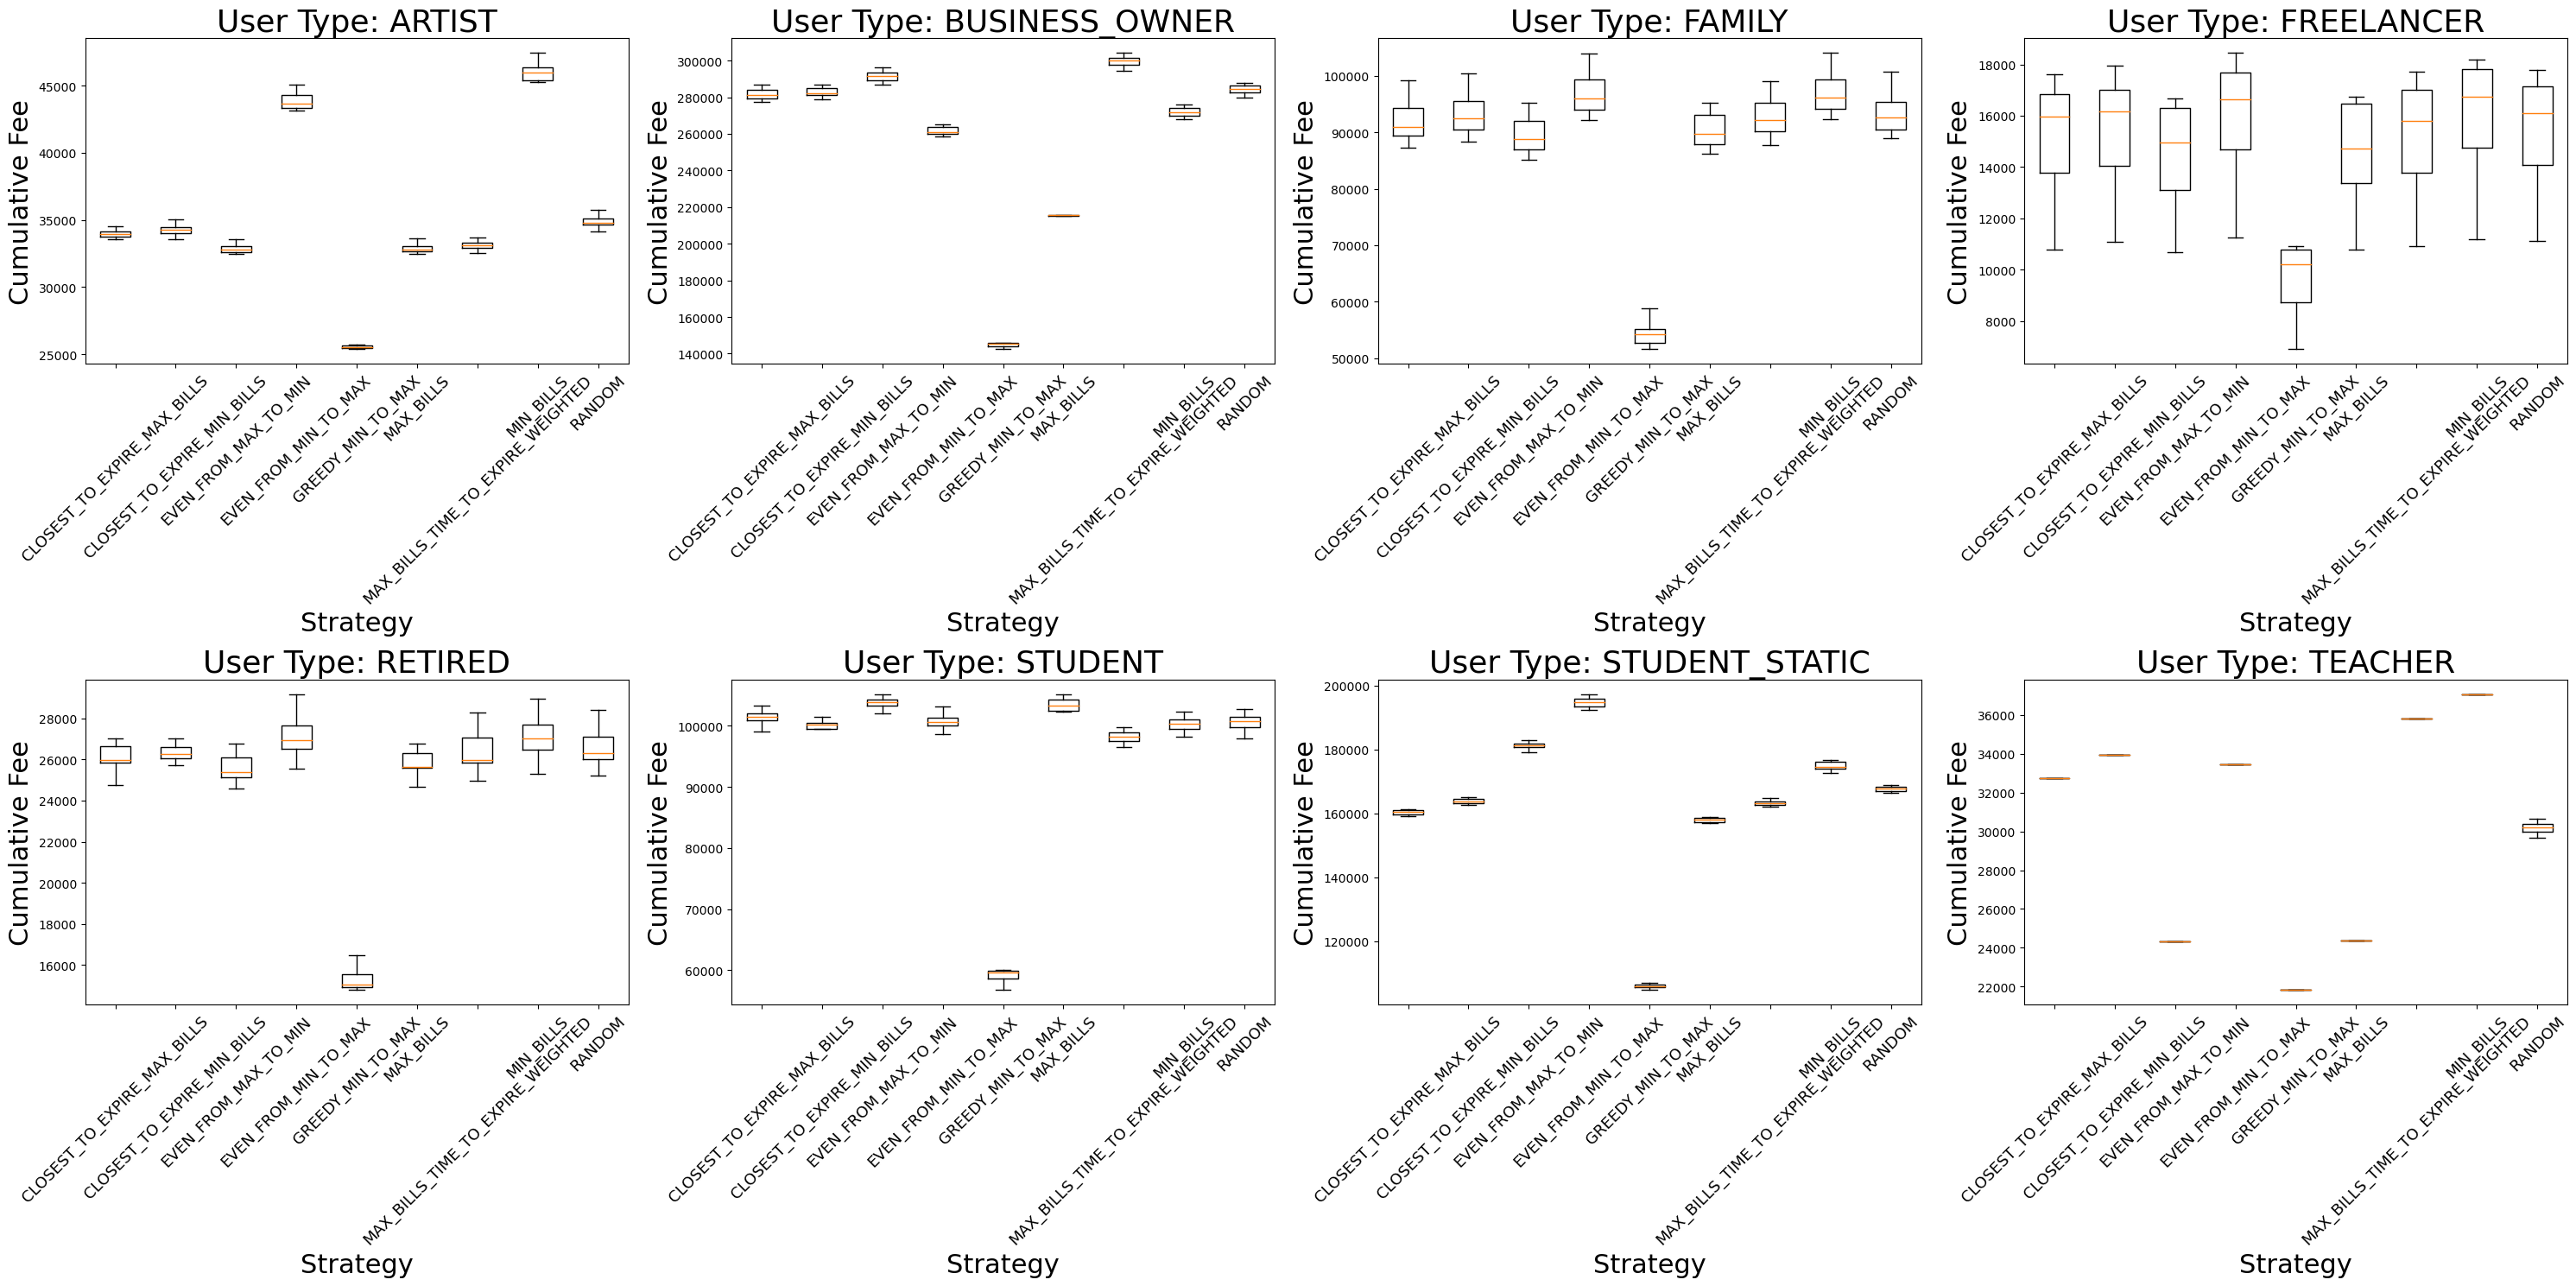 User Type: ARTIST
Cumulative Fee
45000
40000
35000
30000
25000
CLOSEST_TO_EXPIRE_MAX_BILLS
CLOSEST_TO_EXPIRE_MIN_BILLS
EVEN_FROM_MAX_TO_MIN
EVEN_FROM_MIN_TO_MAX
GREEDY_MIN_TO_MAX
MAX_BILLS
MAX_BILLS_TIME_TO_EXPIRE_WEIGHTED
MIN_BILLS
RANDOM
Strategy
User Type: BUSINESS_OWNER
Cumulative Fee
300000
280000
260000
240000
220000
200000
180000
160000
140000
CLOSEST_TO_EXPIRE_MAX_BILLS
CLOSEST_TO_EXPIRE_MIN_BILLS
EVEN_FROM_MAX_TO_MIN
EVEN_FROM_MIN_TO_MAX
GREEDY_MIN_TO_MAX
MAX_BILLS
MAX_BILLS_TIME_TO_EXPIRE_WEIGHTED
MIN_BILLS
RANDOM
Strategy
User Type: FAMILY
Cumulative Fee
100000
90000
80000
70000
60000
50000
CLOSEST_TO_EXPIRE_MAX_BILLS
CLOSEST_TO_EXPIRE_MIN_BILLS
EVEN_FROM_MAX_TO_MIN
EVEN_FROM_MIN_TO_MAX
GREEDY_MIN_TO_MAX
MAX_BILLS
MAX_BILLS_TIME_TO_EXPIRE_WEIGHTED
MIN_BILLS
RANDOM
Strategy
User Type: FREELANCER
Cumulative Fee
18000
16000
14000
12000
10000
8000
CLOSEST_TO_EXPIRE_MAX_BILLS
CLOSEST_TO_EXPIRE_MIN_BILLS
EVEN_FROM_MAX_TO_MIN
EVEN_FROM_MIN_TO_MAX
GREEDY_MIN_TO_MAX
MAX_BILLS
MAX_BILLS_TIME_TO_EXPIRE_WEIGHTED
MIN_BILLS
RANDOM
Strategy
User Type: RETIRED
Cumulative Fee
28000
26000
24000
22000
20000
18000
16000
CLOSEST_TO_EXPIRE_MAX_BILLS
CLOSEST_TO_EXPIRE_MIN_BILLS
EVEN_FROM_MAX_TO_MIN
EVEN_FROM_MIN_TO_MAX
GREEDY_MIN_TO_MAX
MAX_BILLS
MAX_BILLS_TIME_TO_EXPIRE_WEIGHTED
MIN_BILLS
RANDOM
Strategy
User Type: STUDENT
Cumulative Fee
100000
90000
80000
70000
60000
CLOSEST_TO_EXPIRE_MAX_BILLS
CLOSEST_TO_EXPIRE_MIN_BILLS
EVEN_FROM_MAX_TO_MIN
EVEN_FROM_MIN_TO_MAX
GREEDY_MIN_TO_MAX
MAX_BILLS
MAX_BILLS_TIME_TO_EXPIRE_WEIGHTED
MIN_BILLS
RANDOM
Strategy
User Type: STUDENT_STATIC
Cumulative Fee
200000
180000
160000
140000
120000
CLOSEST_TO_EXPIRE_MAX_BILLS
CLOSEST_TO_EXPIRE_MIN_BILLS
EVEN_FROM_MAX_TO_MIN
EVEN_FROM_MIN_TO_MAX
GREEDY_MIN_TO_MAX
MAX_BILLS
MAX_BILLS_TIME_TO_EXPIRE_WEIGHTED
MIN_BILLS
RANDOM
Strategy
User Type: TEACHER
Cumulative Fee
36000
34000
32000
30000
28000
26000
24000
22000
CLOSEST_TO_EXPIRE_MAX_BILLS
CLOSEST_TO_EXPIRE_MIN_BILLS
EVEN_FROM_MAX_TO_MIN
EVEN_FROM_MIN_TO_MAX
GREEDY_MIN_TO_MAX
MAX_BILLS
MAX_BILLS_TIME_TO_EXPIRE_WEIGHTED
MIN_BILLS
RANDOM
Strategy